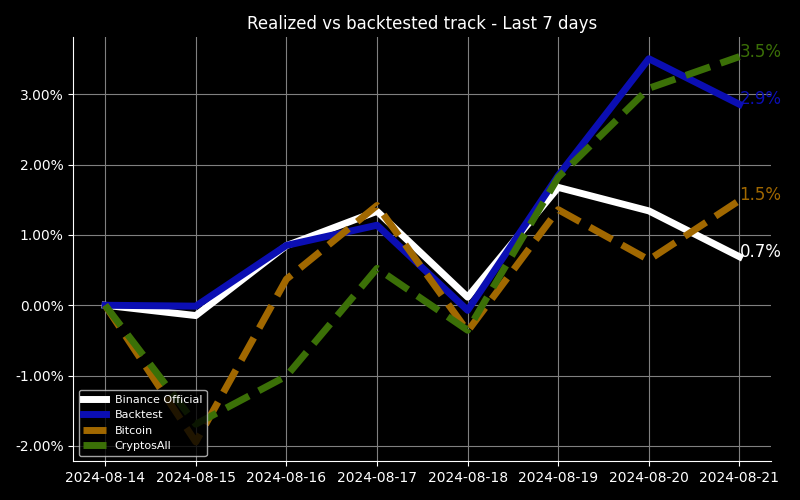 Realized vs backtested track - Last 7 days
3.5%
3.00%
2.9%
2.00%
1.5%
1.00%
0.7%
0.00%
-1.00%
-2.00%
Binance Official
Backtest
Bitcoin
CryptosAll
2024-08-14 2024-08-15 2024-08-16 2024-08-17 2024-08-18 2024-08-19 2024-08-20 2024-08-21